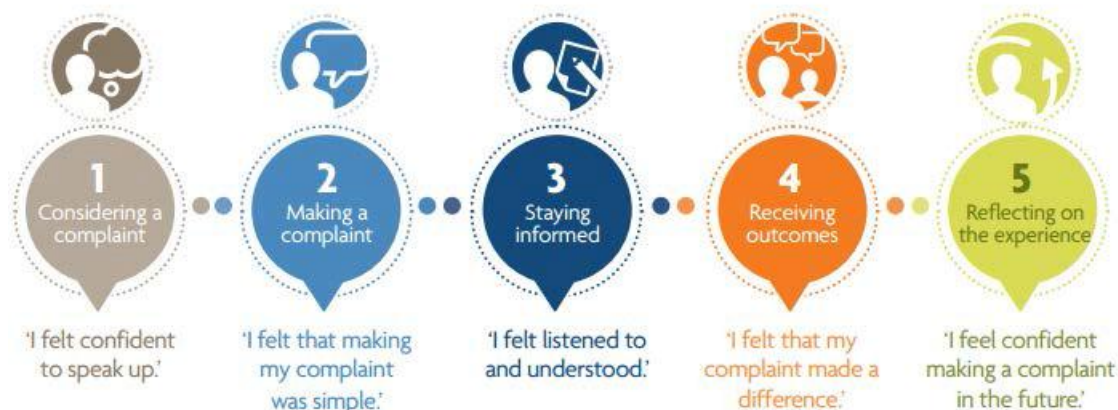 1
Considering a
complaint
2
Making a
complaint
3
Staying
informed
4
Receiving
outcomes
5
Reflecting on
the experience
'I felt confident
to speak up.'
'I felt that making
my complaint
was simple.'
'I felt listened to
and understood.'
'I felt that my
complaint made a
difference.'
'I feel confident
making a complaint
in the future.'